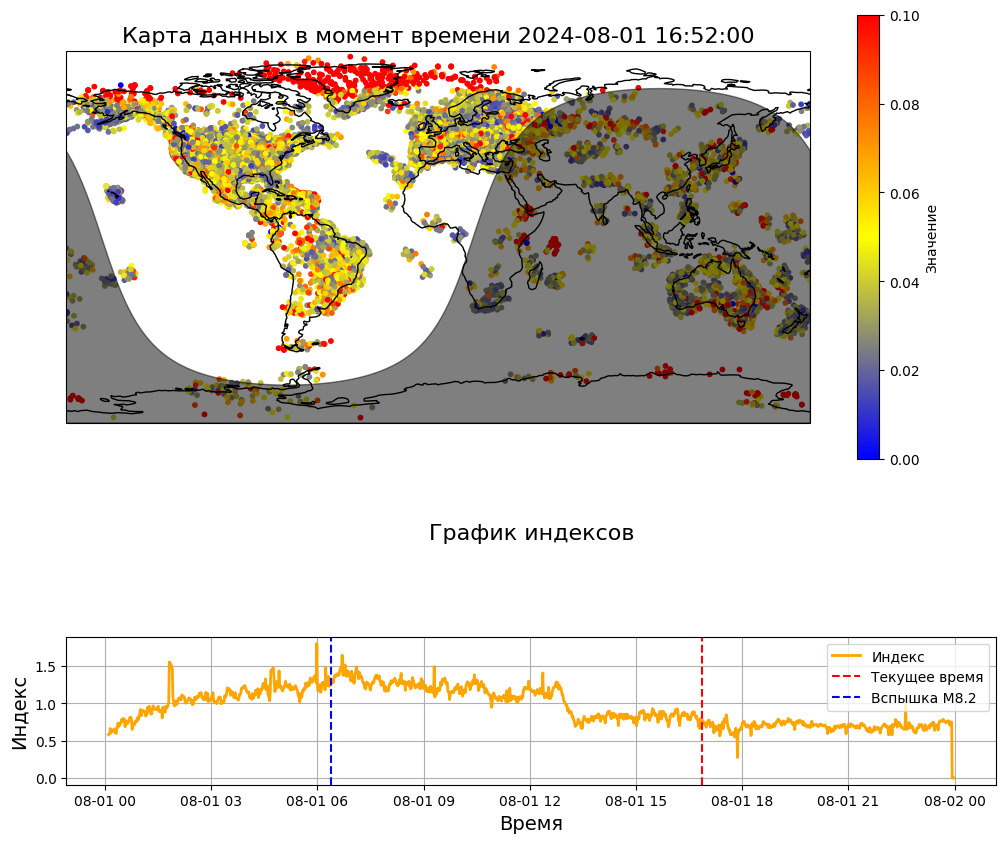 Карта данных в момент времени 2024-08-01 16:52:00
0.10
0.08
0.06
0.04
0.02
0.00
Значение
График индексов
Индекс
1.5
1.0
0.5
0.0
Индекс
Текущее время
Вспышка M8.2
08-01 00
08-01 03
08-01 06
08-01 09
08-01 12
08-01 15
08-01 18
08-01 21
08-02 00
Время